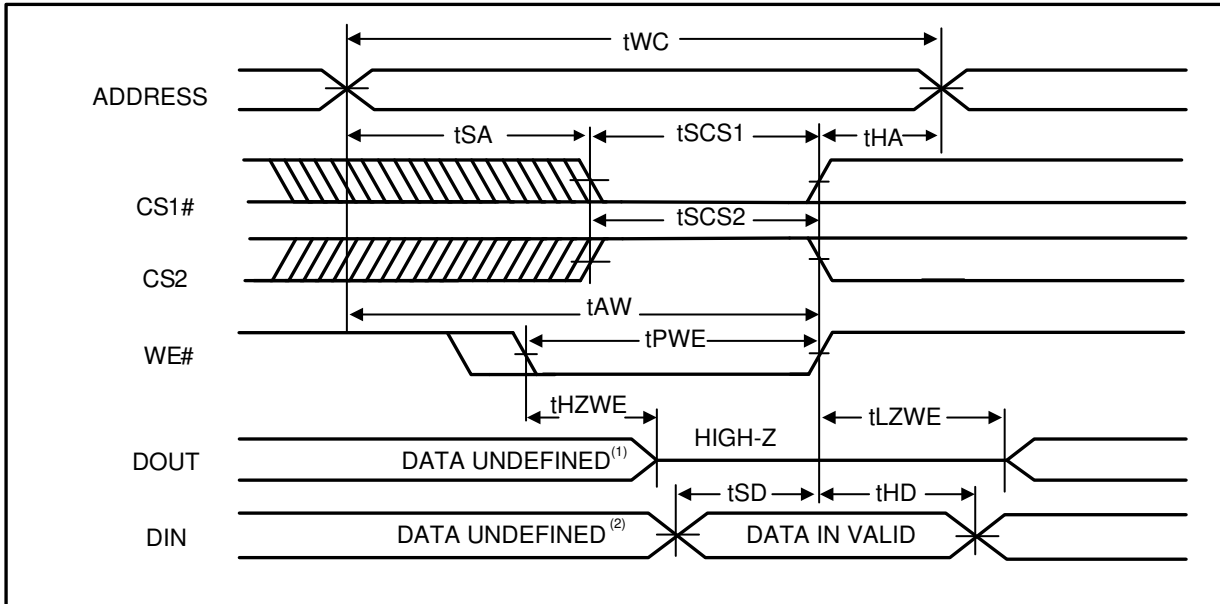 tWC
ADDRESS
tSA
tSCS1
tHA
CS1#
tSCS2
CS2
tAW
WE#
tPWE
tHZWE
tLZWE
DOUT
DATA UNDEFINED(1)
HIGH-Z
tSD
tHD
DIN
DATA UNDEFINED(2)
DATA IN VALID